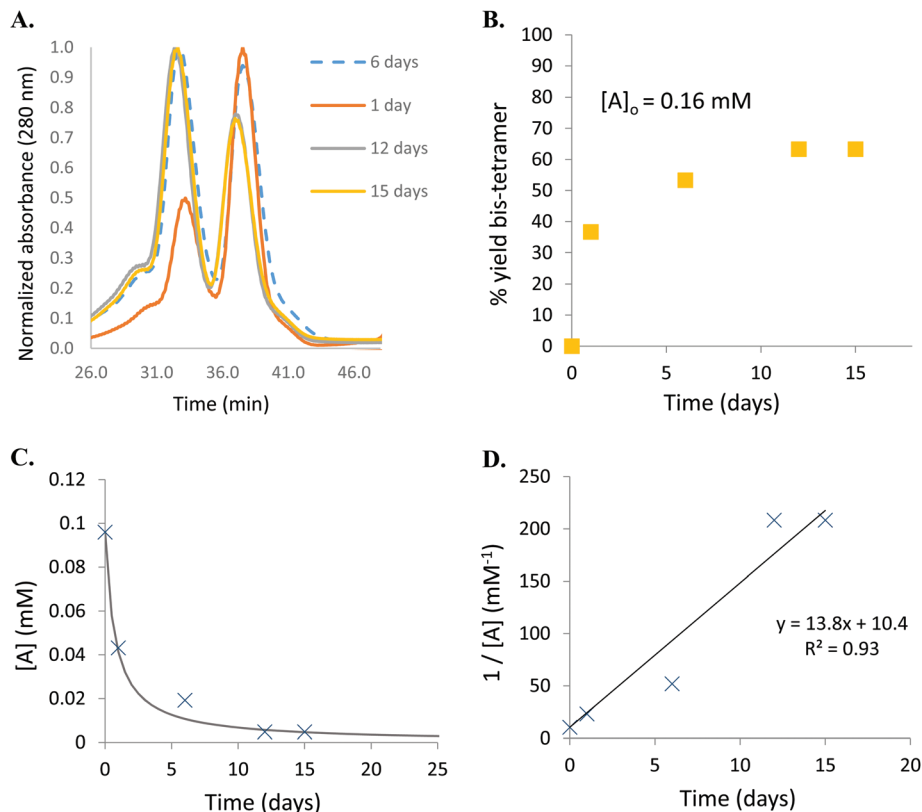 A.
Normalized absorbance (280 nm)
1.0
0.9
0.8
0.7
0.6
0.5
0.4
0.3
0.2
0.1
0.0
26.0 31.0 36.0 41.0 46.0
Time (min)
6 days
1 day
12 days
15 days
B.
% yield bis-tetramer
100
90
80
70
60
50
40
30
20
10
0
[A]o = 0.16 mM
0 5 10 15
Time (days)
C.
[A] (mM)
0.12
0.1
0.08
0.06
0.04
0.02
0
0 5 10 15 20 25
Time (days)
D.
1 / [A] (mM⁻¹)
250
200
150
100
50
0
y = 13.8x + 10.4
R² = 0.93
0 5 10 15 20
Time (days)